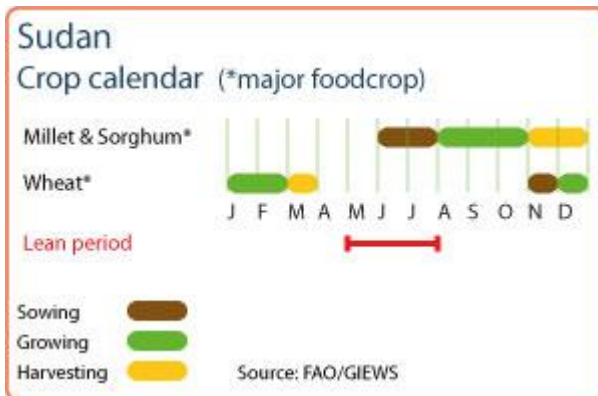 Sudan
Crop calendar (*major foodcrop)
Millet & Sorghum*
Wheat*
J F M A M J J A S O N D
Lean period
Sowing
Growing
Harvesting Source: FAO/GIEWS